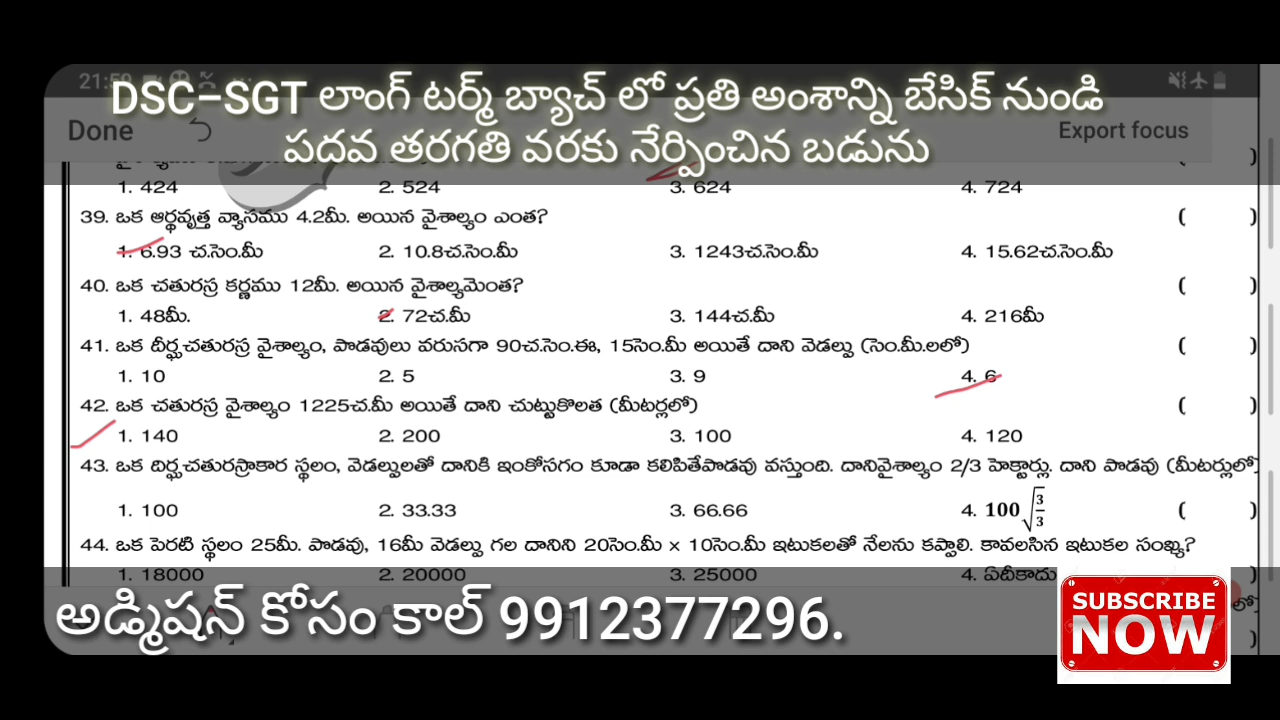 21:50
DSC-SGT లాంగ్ టర్మ్ బ్యాచ్ లో ప్రతి అంశాన్ని బేసిక్ నుండి
Done Export focus
పదవ తరగతి వరకు నేర్పించిన బడును
)
1. 424 2. 524 3. 624 4. 724
39. ఒక ఆర్థవృత్త వ్యాసము 4.2మీ. అయిన వైశాల్యం ఎంత? ( )
1. 6.93 చ.సెం.మీ 2. 10.8చ.సెం.మీ 3. 1243చ.సెం.మీ 4. 15.62చ.సెం.మీ
40. ఒక చతురస్ర కర్ణము 12మీ. అయిన వైశాల్యమెంత? ( )
1. 48మీ. 2. 72చ.మీ 3. 144చ.మీ 4. 216మీ
41. ఒక దీర్ఘచతురస్ర వైశాల్యం, పొడవులు వరుసగా 90చ.సెం.ఈ, 15సెం.మీ అయితే దాని వెడల్పు (సెం.మీ.లలో) ( )
1. 10 2. 5 3. 9 4. 6
42. ఒక చతురస్ర వైశాల్యం 1225చ.మీ అయితే దాని చుట్టుకొలత (మీటర్లలో) ( )
1. 140 2. 200 3. 100 4. 120
43. ఒక దిర్ఘచతురస్రాకార స్థలం, వెడల్పులతో దానికి ఇంకోసగం కూడా కలిపితేపొడవు వస్తుంది. దానివైశాల్యం 2/3 హెక్టార్లు. దాని పొడవు (మీటర్లులో)
1. 100 2. 33.33 3. 66.66 4. 100√3/3 ( )
44. ఒక పెరటి స్థలం 25మీ. పొడవు, 16మీ వెడల్పు గల దానిని 20సెం.మీ × 10సెం.మీ ఇటుకలతో నేలను కప్పాలి. కావలసిన ఇటుకల సంఖ్య?
1. 18000 2. 20000 3. 25000 4. ఏదీకాదు )
అడ్మిషన్ కోసం కాల్ 9912377296.
SUBSCRIBE
NOW